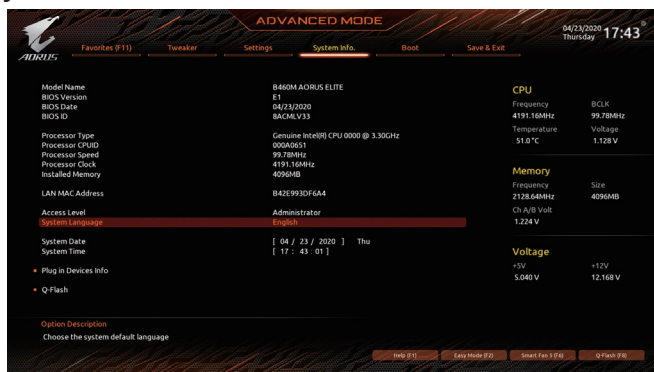 ADVANCED MODE
04/23/2020 Thursday 17:43
AORUS
Favorites (F11) Tweaker Settings System Info. Boot Save & Exit
Model Name B460M AORUS ELITE
BIOS Version E1
BIOS Date 04/23/2020
BIOS ID 8ACMLV33
Processor Type Genuine Intel(R) CPU 0000 @ 3.30GHz
Processor CPUID 000A0651
Processor Speed 99.78MHz
Processor Clock 4191.16MHz
Installed Memory 4096MB
LAN MAC Address B42E993DF6A4
Access Level Administrator
System Language English
System Date [ 04 / 23 / 2020 ] Thu
System Time [ 17 : 43 : 01 ]
Plug in Devices Info
Q-Flash
CPU
Frequency BCLK
4191.16MHz 99.78MHz
Temperature Voltage
51.0 °C 1.128 V
Memory
Frequency Size
2128.64MHz 4096MB
Ch A/B Volt
1.224 V
Voltage
+5V +12V
5.040 V 12.168 V
Option Description
Choose the system default language
Help (F1) Easy Mode (F2) Smart Fan 5 (F6) Q-Flash (F8)